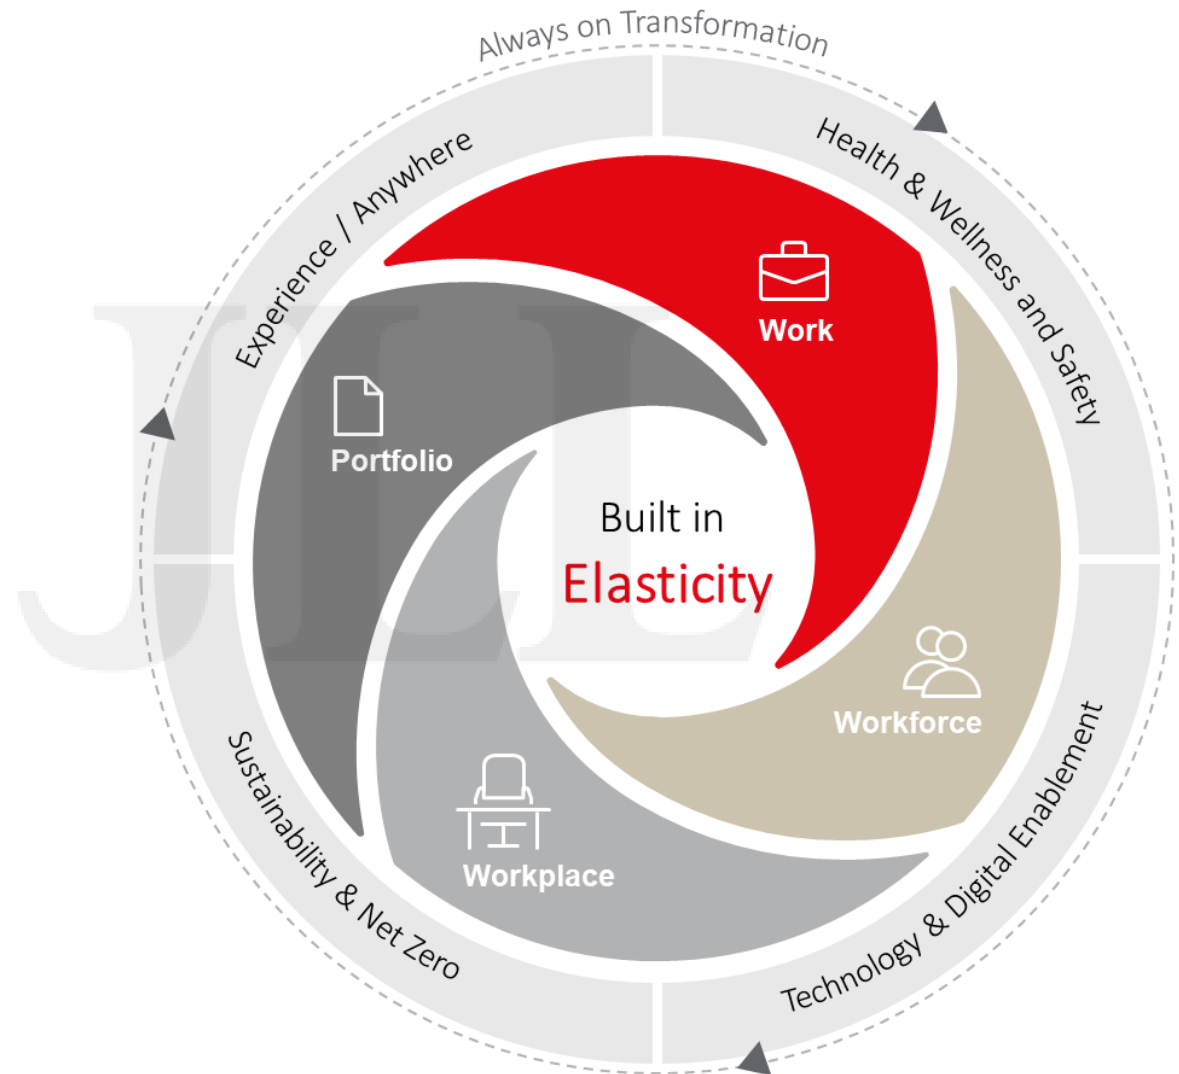 Always on Transformation
Experience / Anywhere
Health & Wellness and Safety
Work
Portfolio
Built in
Elasticity
Workforce
Workplace
Sustainability & Net Zero
Technology & Digital Enablement
JLL